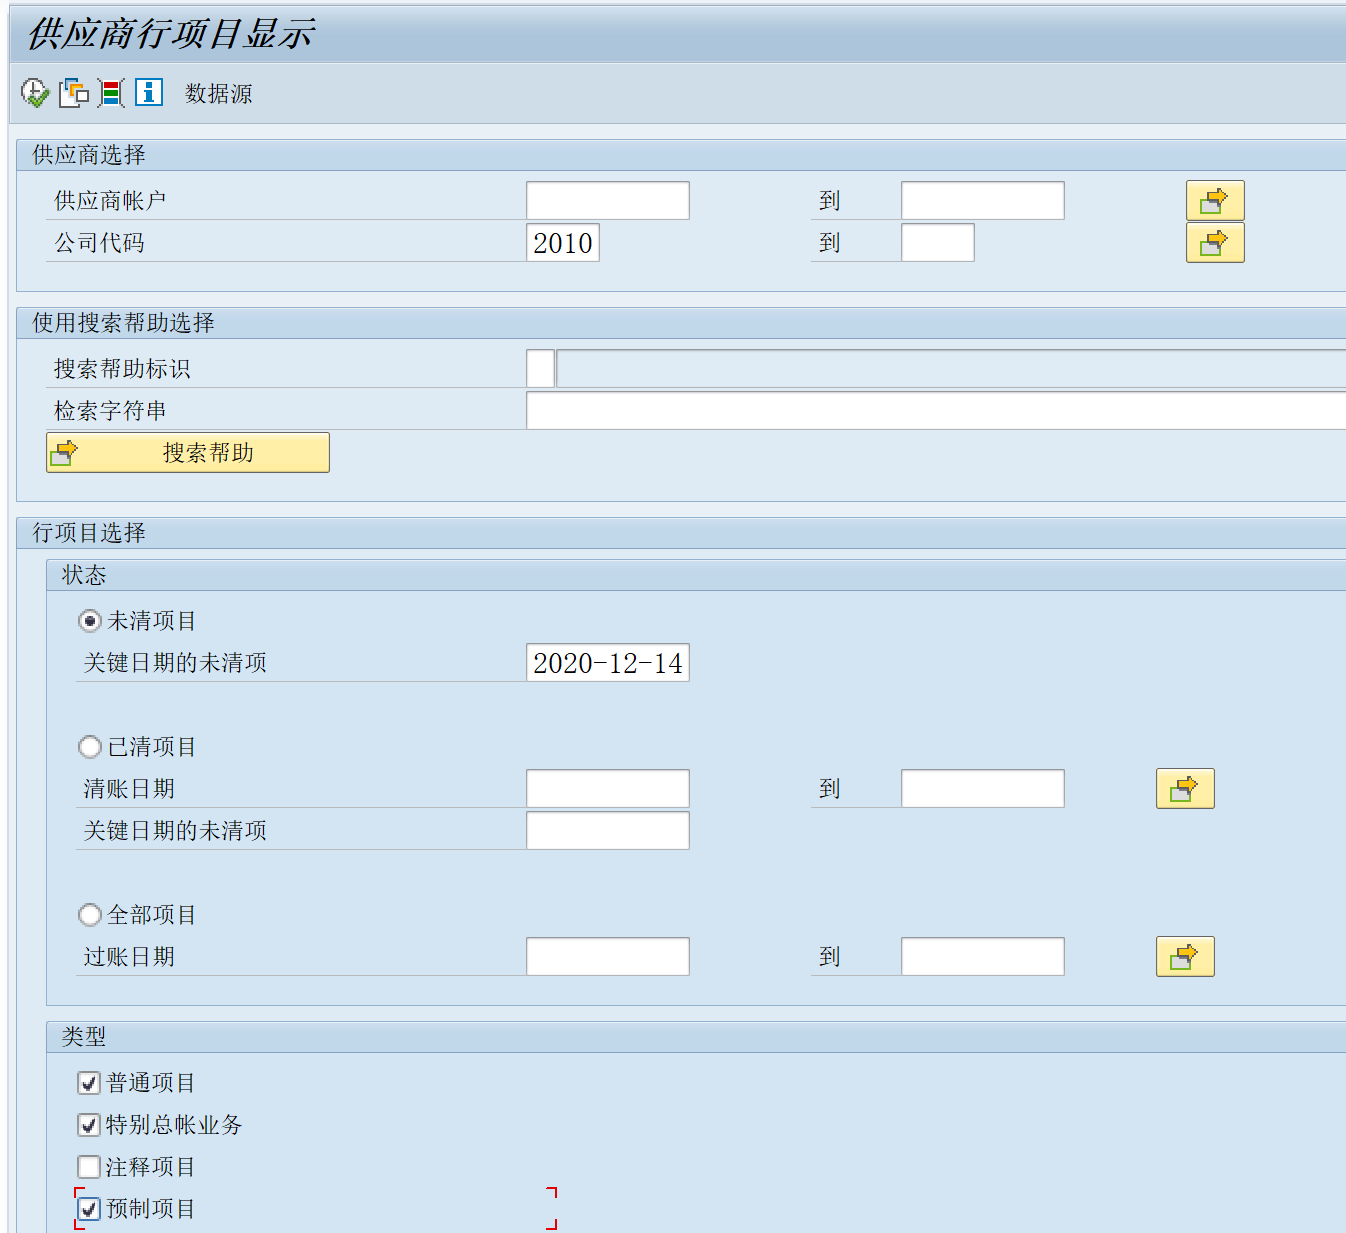 供应商行项目显示
数据源
供应商选择
供应商帐户 到
公司代码 2010 到
使用搜索帮助选择
搜索帮助标识
检索字符串
搜索帮助
行项目选择
状态
未清项目
关键日期的未清项 2020-12-14
已清项目
清账日期 到
关键日期的未清项
全部项目
过账日期 到
类型
普通项目
特别总帐业务
注释项目
预制项目